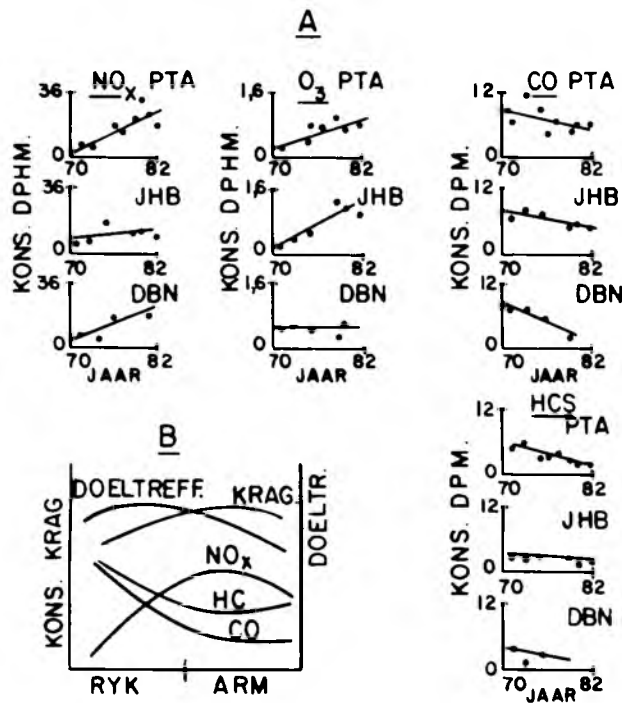 A
NOx PTA
36
0
70 82
JHB
36
0
70 82
DBN
36
0
70 82
JAAR
KONS. DPHM.
O3 PTA
1,6
0
70 82
JHB
1,6
0
70 82
DBN
1,6
0
70 82
JAAR
KONS. DPHM.
CO PTA
12
0
70 82
JHB
12
0
70 82
DBN
12
0
70 82
KONS. DPM.
HCS
PTA
12
0
70 82
JHB
12
0
70 82
DBN
12
0
70 82
JAAR
KONS. DPM.
B
DOELTREFF.
KRAG
NOx
HC
CO
KONS. KRAG
DOELTR.
RYK ARM